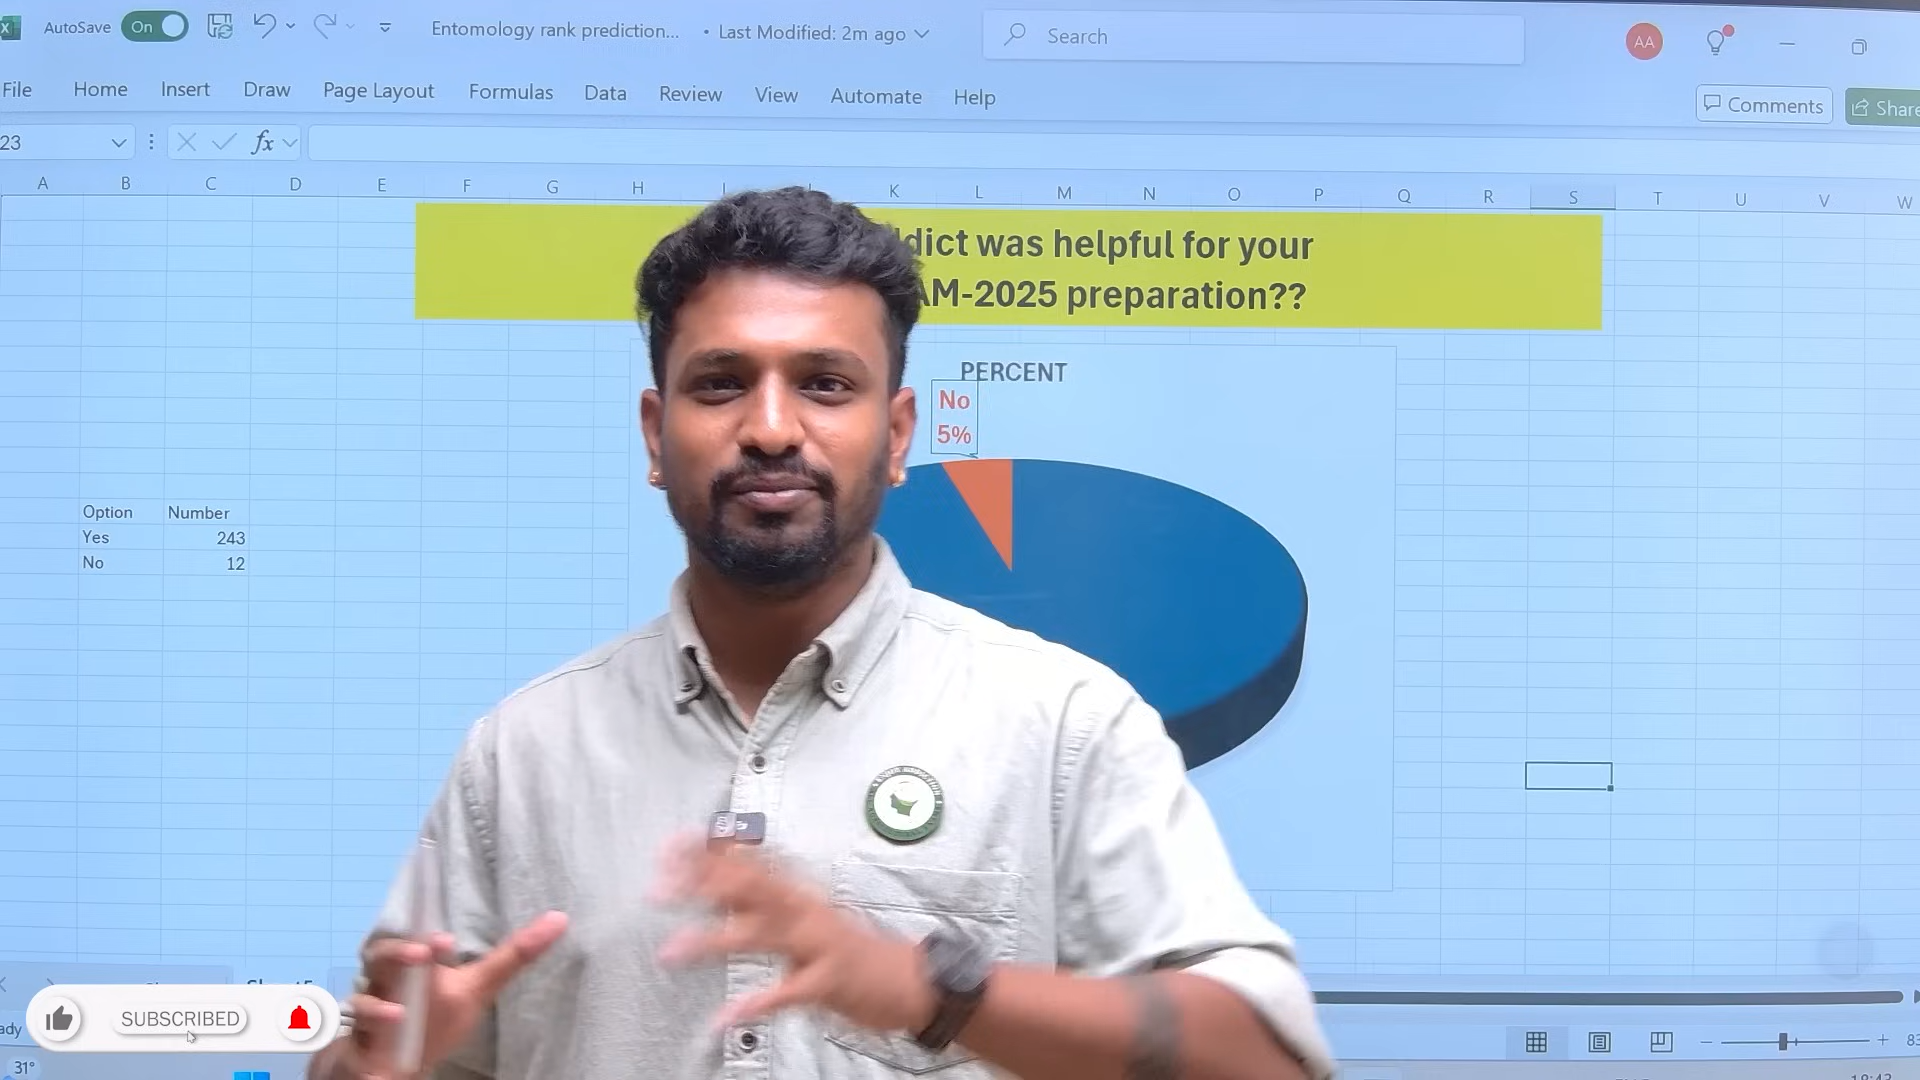 AutoSave On Entomology rank prediction... • Last Modified: 2m ago Search AA
File Home Insert Draw Page Layout Formulas Data Review View Automate Help
Comments Share
23 fx
A B C D E F G H K L M N O P Q R S T U V W
was helpful for your
-2025 preparation??
PERCENT
No
5%
Option Number
Yes 243
No 12
SUBSCRIBED
31°